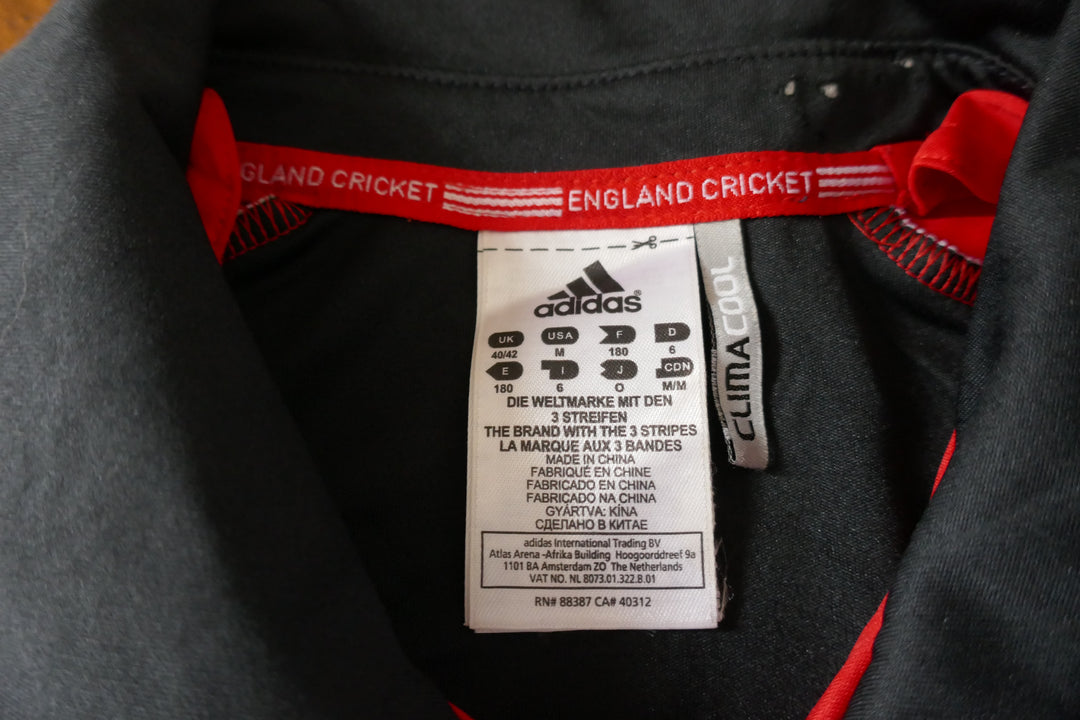 GLAND CRICKET ENGLAND CRICKET
adidas
UK USA F D
40/42 M 180 6
E I J CDN
180 6 O M/M
DIE WELTMARKE MIT DEN
3 STREIFEN
THE BRAND WITH THE 3 STRIPES
LA MARQUE AUX 3 BANDES
MADE IN CHINA
FABRIQUÉ EN CHINE
FABRICADO EN CHINA
FABRICADO NA CHINA
GYÁRTVA: KÍNA
СДЕЛАНО В КИТАЕ
adidas International Trading BV
Atlas Arena -Afrika Building Hoogoorddreef 9a
1101 BA Amsterdam ZO The Netherlands
VAT NO. NL 8073.01.322.B.01
RN# 88387 CA# 40312
CLIMACOOL